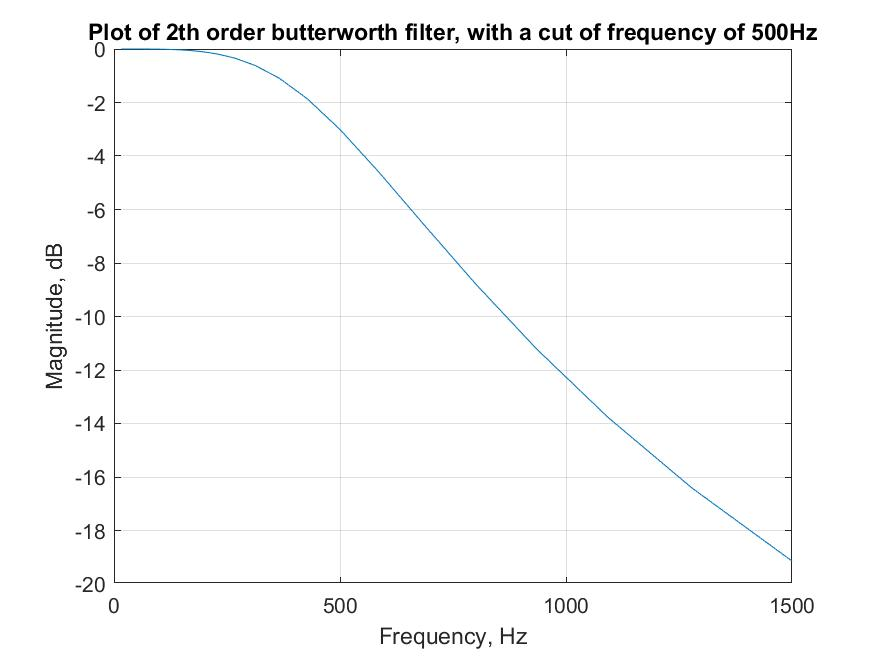 Plot of 2th order butterworth filter, with a cut of frequency of 500Hz
0
-2
-4
-6
-8
-10
-12
-14
-16
-18
-20
Magnitude, dB
0 500 1000 1500
Frequency, Hz